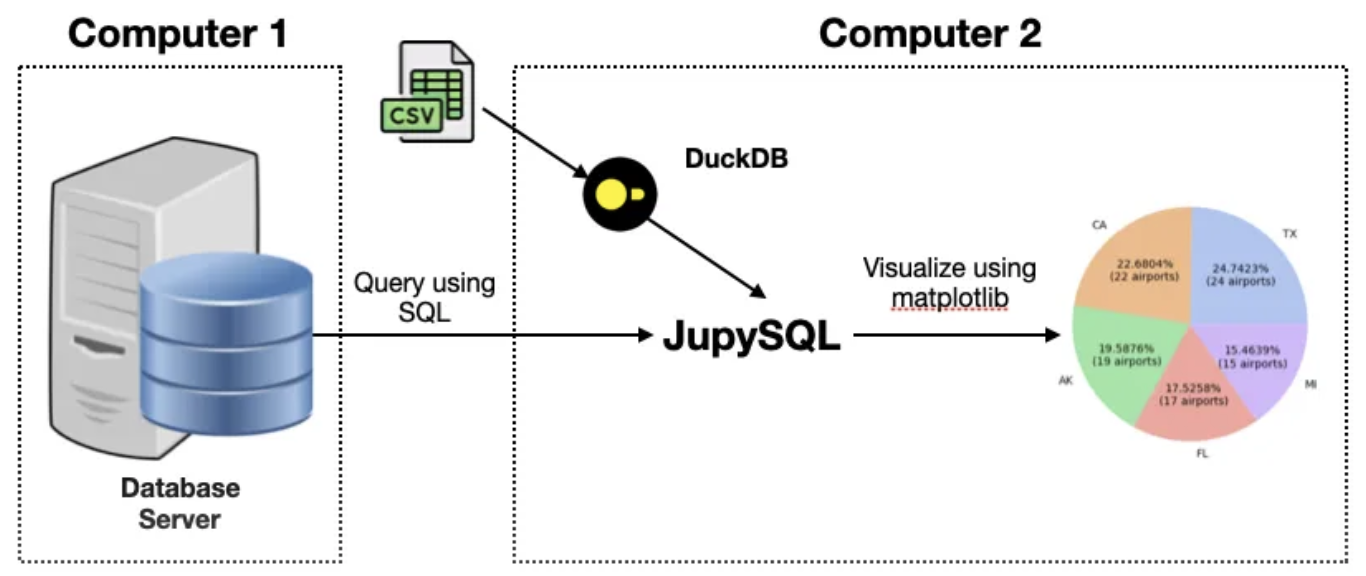 Computer 1
Computer 2
CSV
DuckDB
Query using
SQL
JupySQL
Visualize using
matplotlib
CA
TX
22.6804%
(22 airports)
24.7423%
(24 airports)
19.5876%
(19 airports)
15.4639%
(15 airports)
AK
17.5258%
(17 airports)
MI
FL
Database
Server